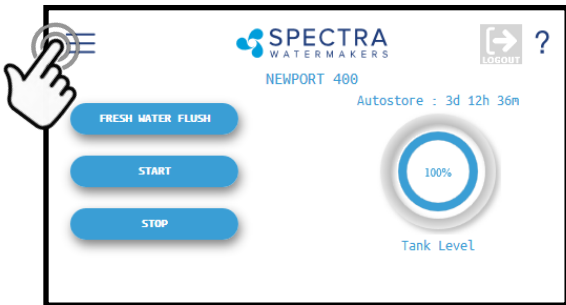 SPECTRA
WATERMAKERS
LOGOUT
?
NEWPORT 400
Autostore : 3d 12h 36m
FRESH WATER FLUSH
START
STOP
100%
Tank Level